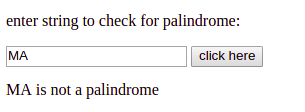 enter string to check for palindrome:
MA click here
MA is not a palindrome